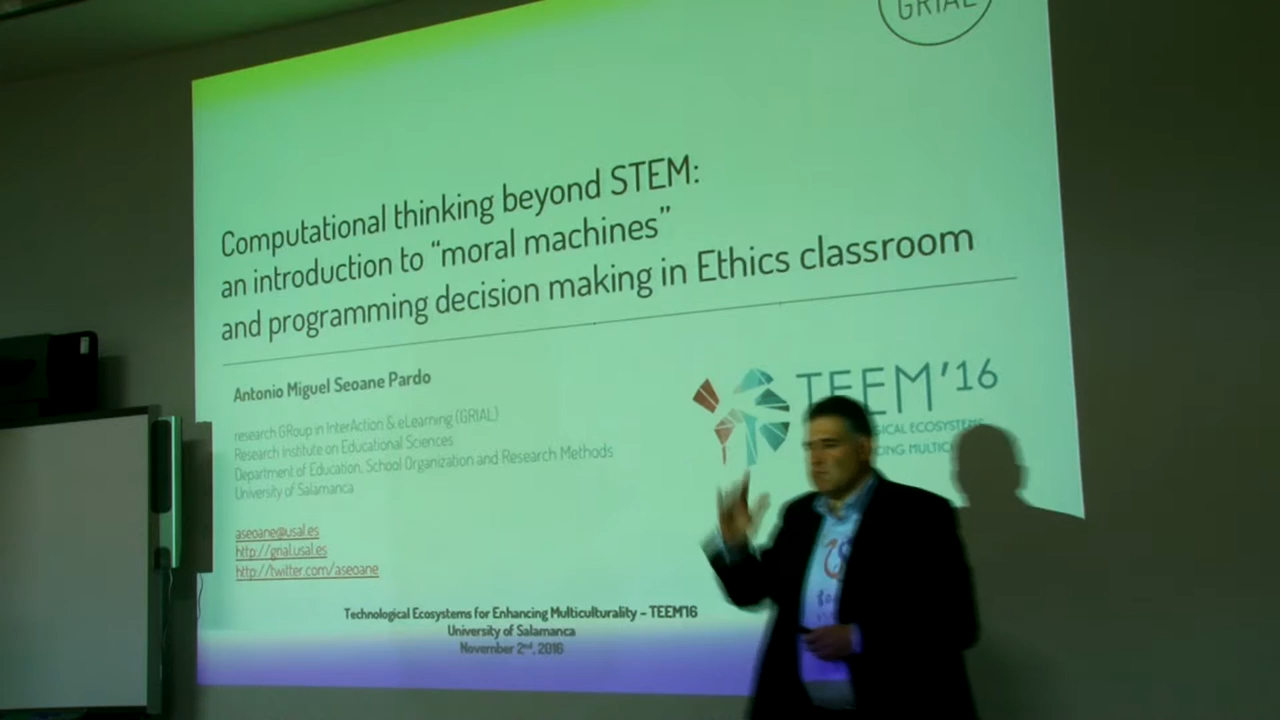 GRIAL
Computational thinking beyond STEM:
an introduction to “moral machines”
and programming decision making in Ethics classroom
Antonio Miguel Seoane Pardo
research GRoup in InterAction & eLearning (GRIAL)
Research Institute on Educational Sciences
Department of Education, School Organization and Research Methods
University of Salamanca
aseoane@usal.es
http://grial.usal.es
http://twitter.com/aseoane
TEEM'16
ECOSYSTEMS
Technological Ecosystems for Enhancing Multiculturality – TEEM'16
University of Salamanca
November 2nd, 2016